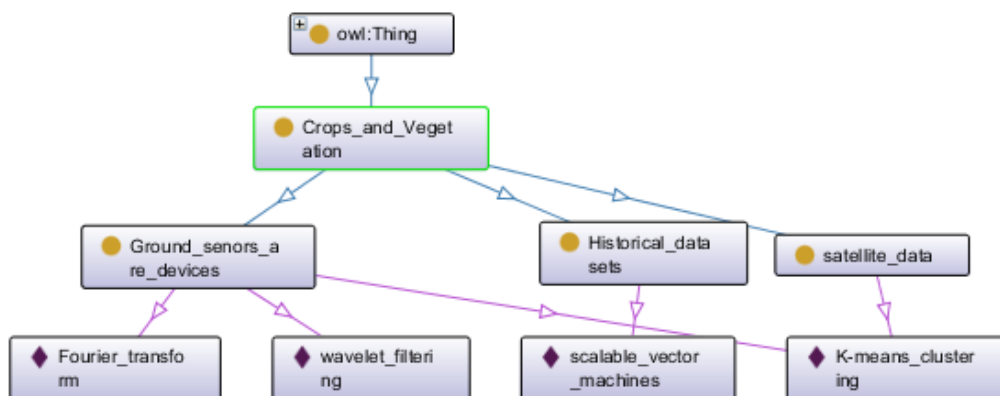 owl:Thing
Crops_and_Veget
ation
Ground_senors_a
re_devices
Historical_data
sets
satellite_data
Fourier_transfo
rm
wavelet_filteri
ng
scalable_vector
_machines
K-means_cluster
ing